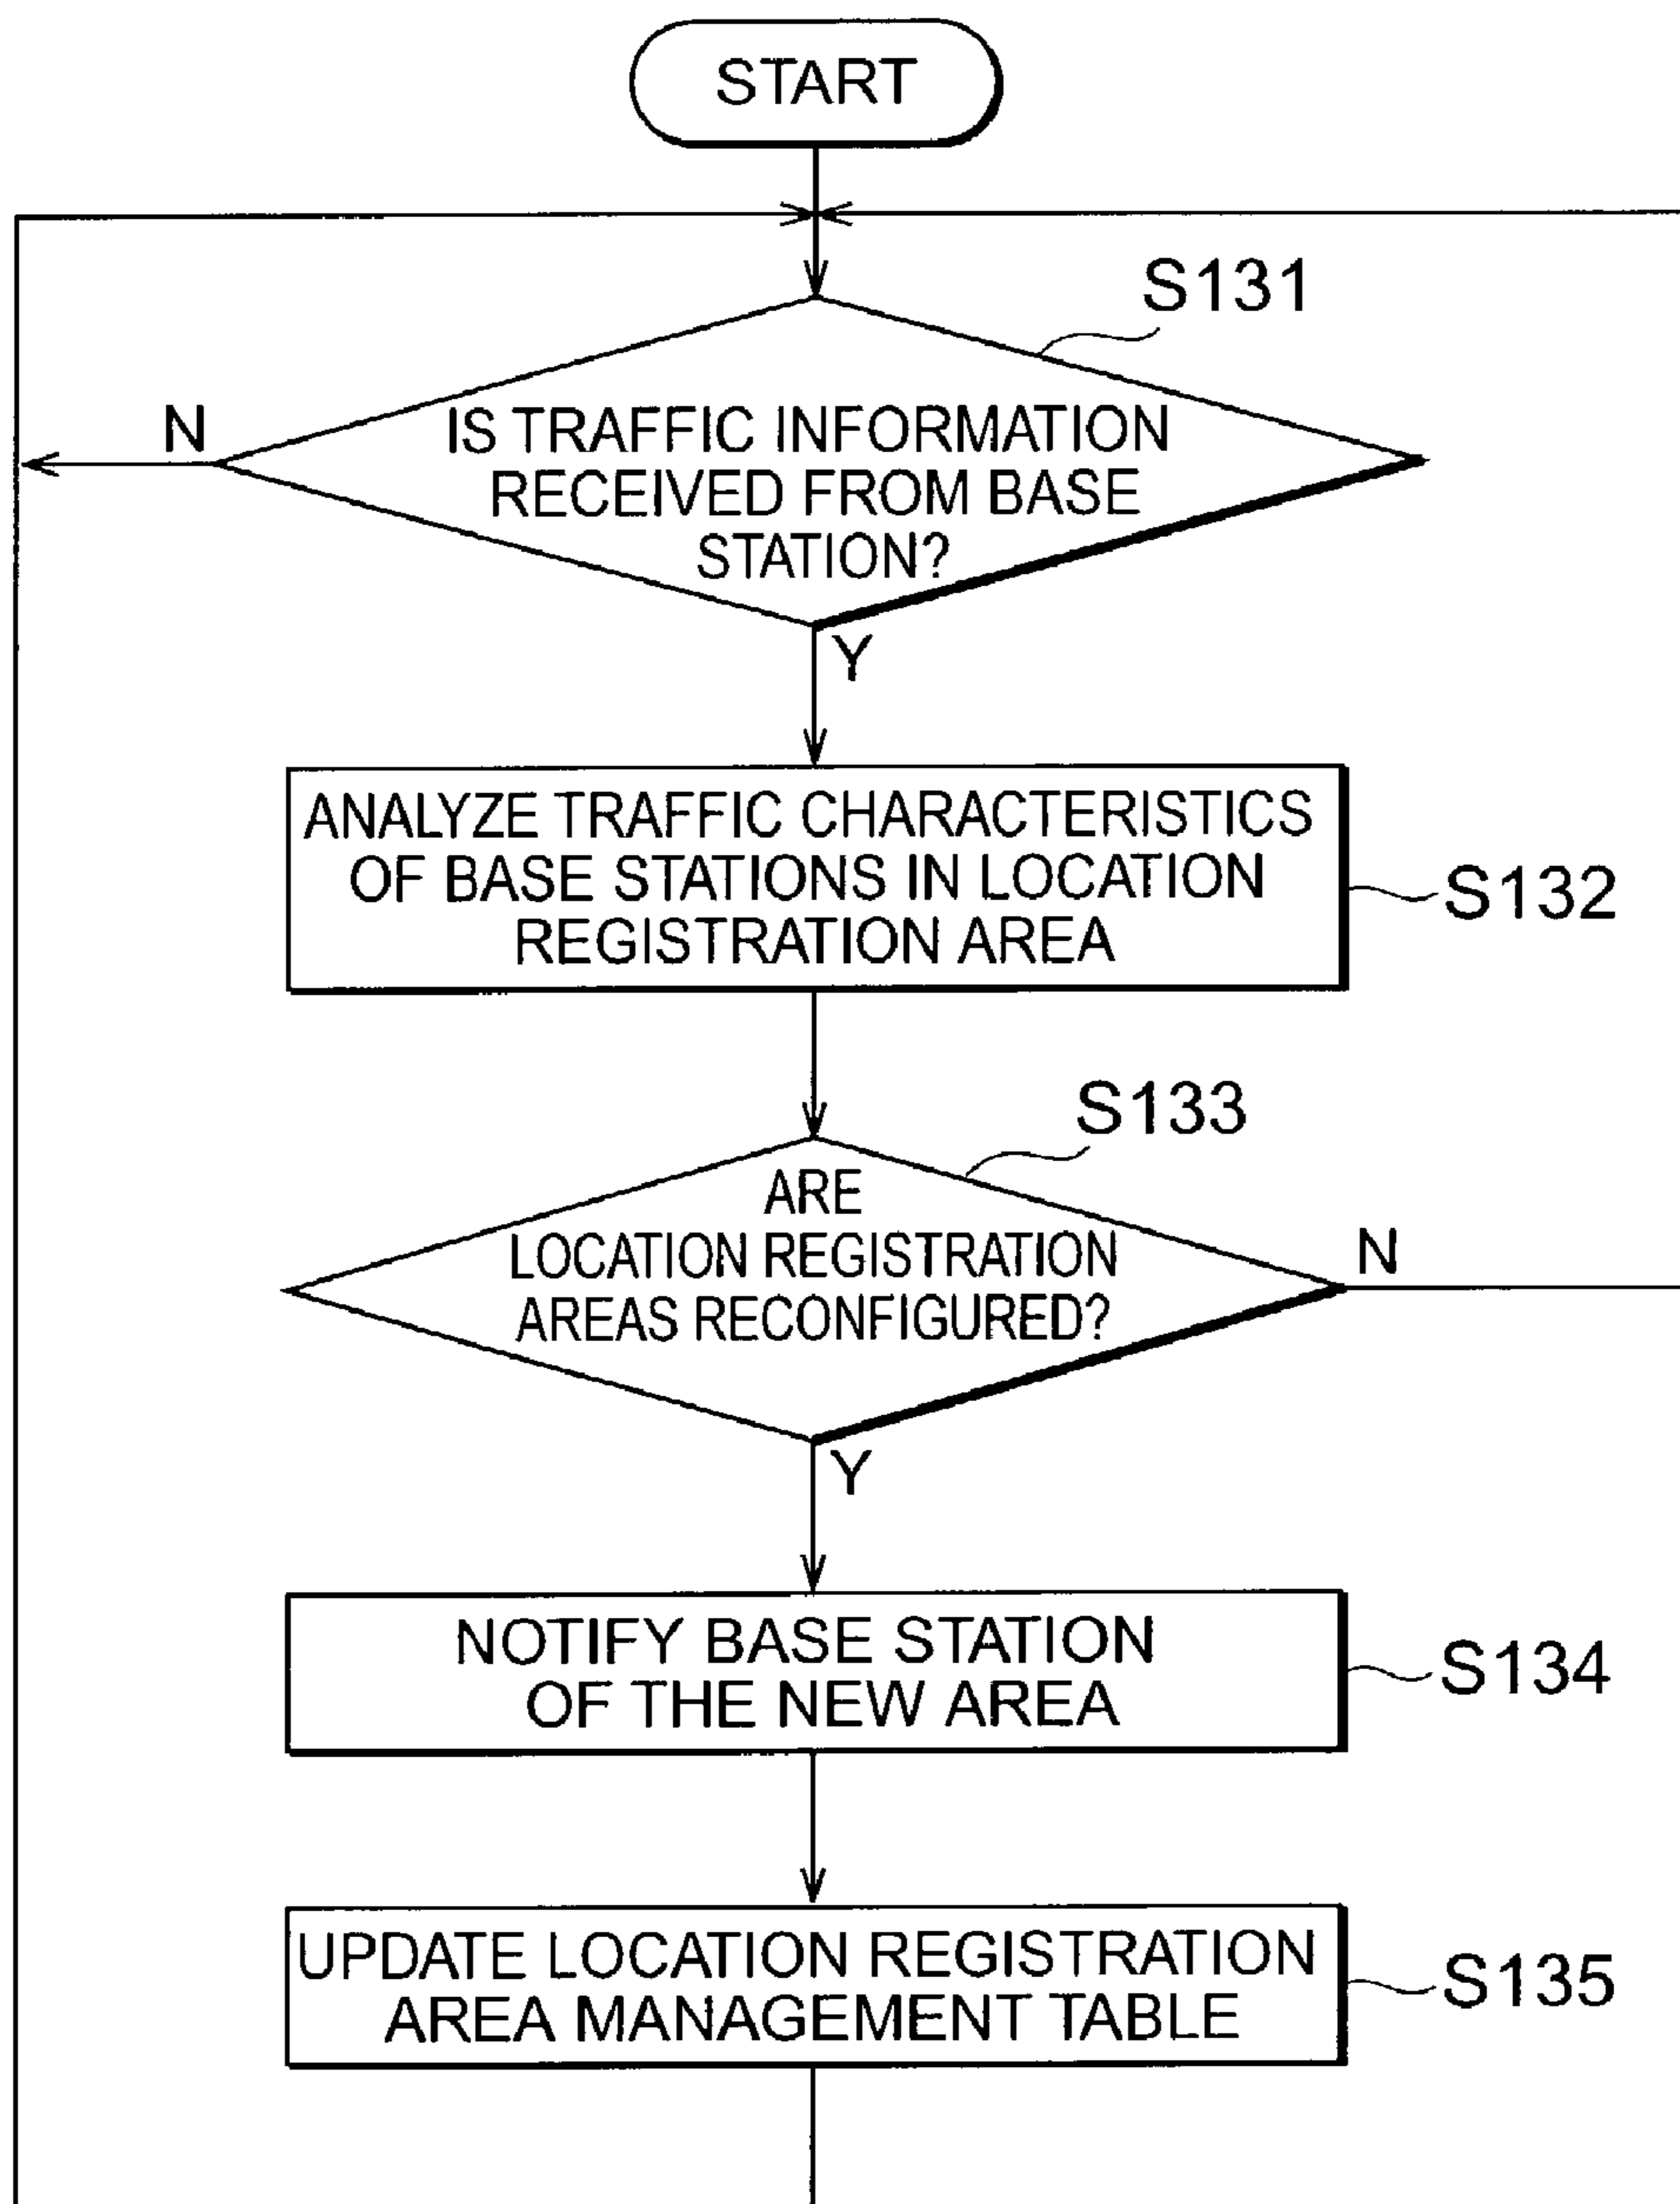 START
S131
N
IS TRAFFIC INFORMATION
RECEIVED FROM BASE
STATION?
Y
ANALYZE TRAFFIC CHARACTERISTICS
OF BASE STATIONS IN LOCATION
REGISTRATION AREA
S132
S133
ARE
LOCATION REGISTRATION
AREAS RECONFIGURED?
N
Y
NOTIFY BASE STATION
OF THE NEW AREA
S134
UPDATE LOCATION REGISTRATION
AREA MANAGEMENT TABLE
S135